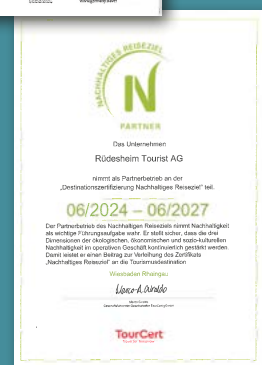 NACHHALTIGES REISEZIEL
N
PARTNER
Das Unternehmen
Rüdesheim Tourist AG
nimmt als Partnerbetrieb an der
„Destinationszertifizierung Nachhaltiges Reiseziel" teil.
06/2024 – 06/2027
Der Partnerbetrieb des Nachhaltigen Reiseziels nimmt Nachhaltigkeit
als wichtige Führungsaufgabe wahr. Er stellt sicher, dass die drei
Dimensionen der ökologischen, ökonomischen und sozio-kulturellen
Nachhaltigkeit im operativen Geschäft kontinuierlich gestärkt werden.
Damit leistet er einen Beitrag zur Verleihung des Zertifikats
„Nachhaltiges Reiseziel" an die Tourismusdestination
Wiesbaden Rheingau
TourCert